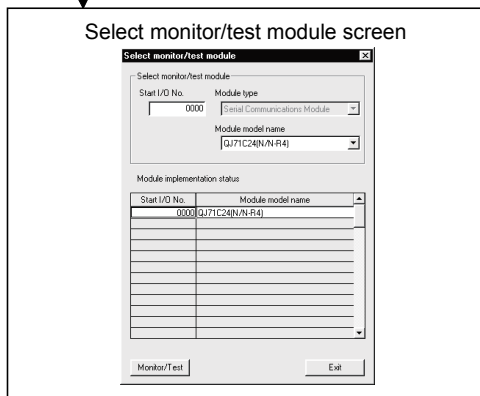 Select monitor/test module screen
Select monitor/test module
Select monitor/test module
Start I/O No.
Module type
0000
Serial Communications Module
Module model name
QJ71C24(N/N-R4)
Module implementation status
Start I/O No. Module model name
0000 QJ71C24(N/N-R4)
Monitor/Test Exit